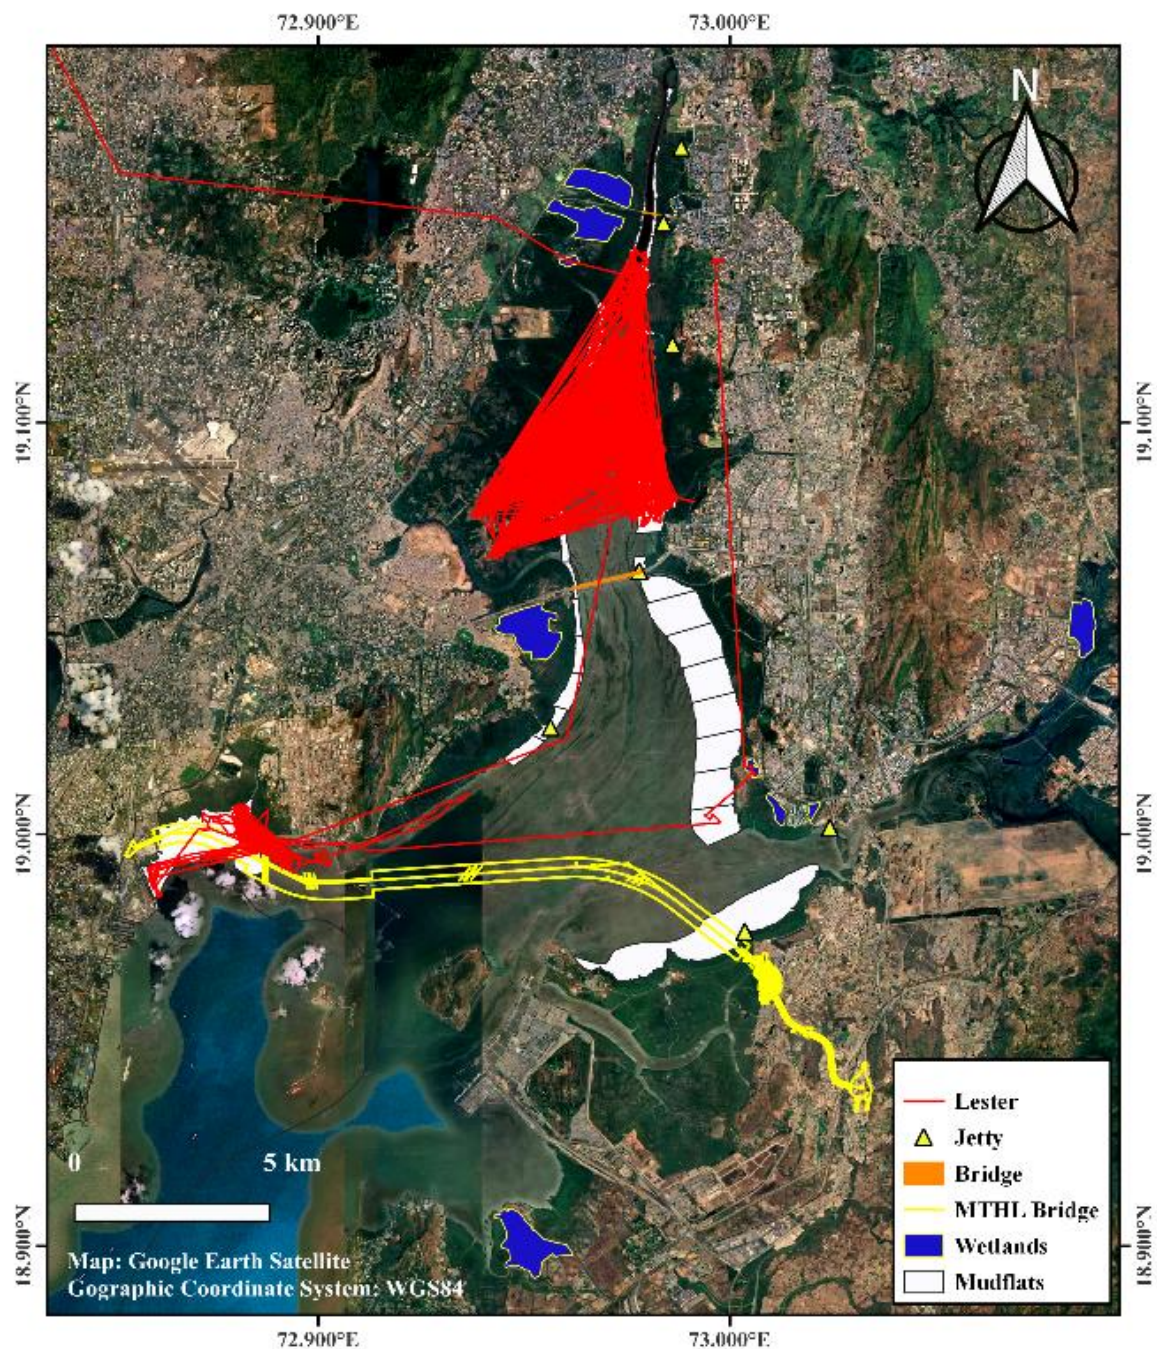 72.900°E 73.000°E
N
19.100°N 19.100°N
19.000°N 19.000°N
Lester
Jetty
Bridge
MTHL Bridge
Wetlands
Mudflats
0 5 km
18.900°N 18.900°N
Map: Google Earth Satellite
Gographic Coordinate System: WGS84
72.900°E 73.000°E